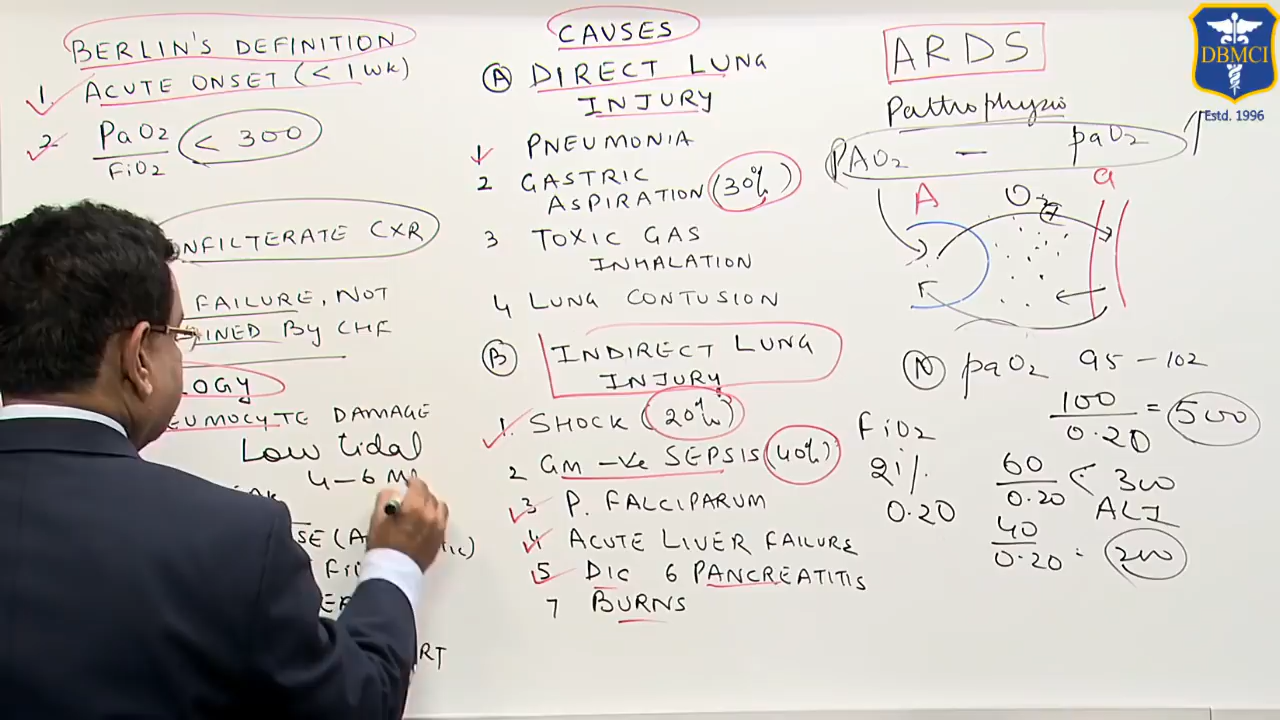 BERLIN'S DEFINITION
1. ACUTE ONSET (< 1 WK)
2 PaO2 / FiO2 < 300
INFILTERATE CXR
FAILURE, NOT
BY CHF
LOGY
EUMOCYTE DAMAGE
LOW tidal
4-6 M
CAUSES
A DIRECT LUNG
INJURY
1 PNEUMONIA
2 GASTRIC
ASPIRATION (30%)
3 TOXIC GAS
INHALATION
4 LUNG CONTUSION
B INDIRECT LUNG
INJURY
1. SHOCK (20%)
2 Gm -Ve SEPSIS (40%)
3 P. FALCIPARUM
4 ACUTE LIVER FAILURE
5 DIC 6 PANCREATITIS
7 BURNS
ARDS
Pathophysio
PAO2 — paO2 ↑
A O2 a
N paO2 95-102
100 / 0.20 = 500
FiO2
21%
0.20
60 / 0.20 < 300
ALI
40 / 0.20 = 200
DBMCI
Estd. 1996